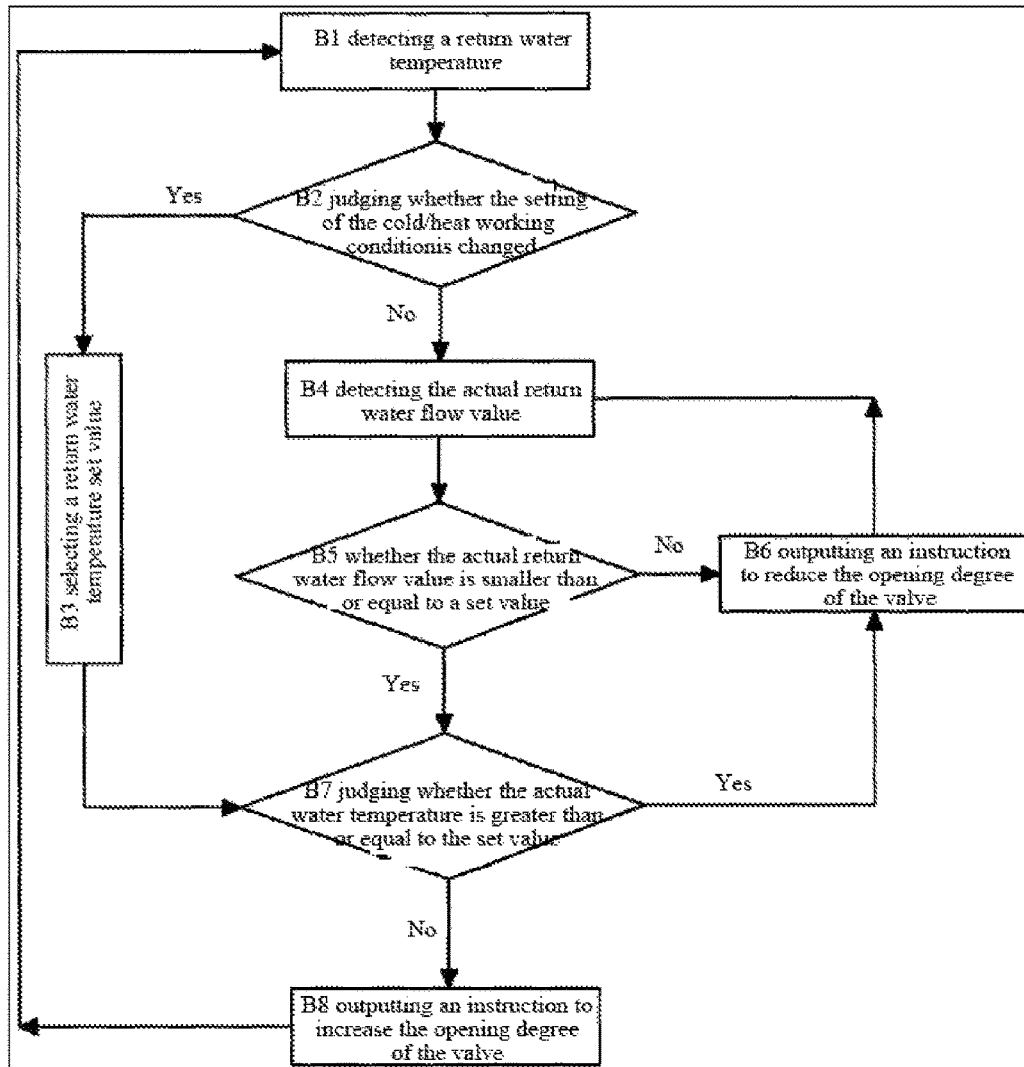 B1 detecting a return water
temperature
Yes
B2 judging whether the setting
of the cold/heat working
conditionis changed
No
B3 selecting a return water
temperature set value
B4 detecting the actual return
water flow value
B5 whether the actual return
water flow value is smaller than
or equal to a set value
No
B6 outputting an instruction
to reduce the opening degree
of the valve
Yes
B7 judging whether the actual
water temperature is greater than
or equal to the set value
Yes
No
B8 outputting an instruction to
increase the opening degree
of the valve